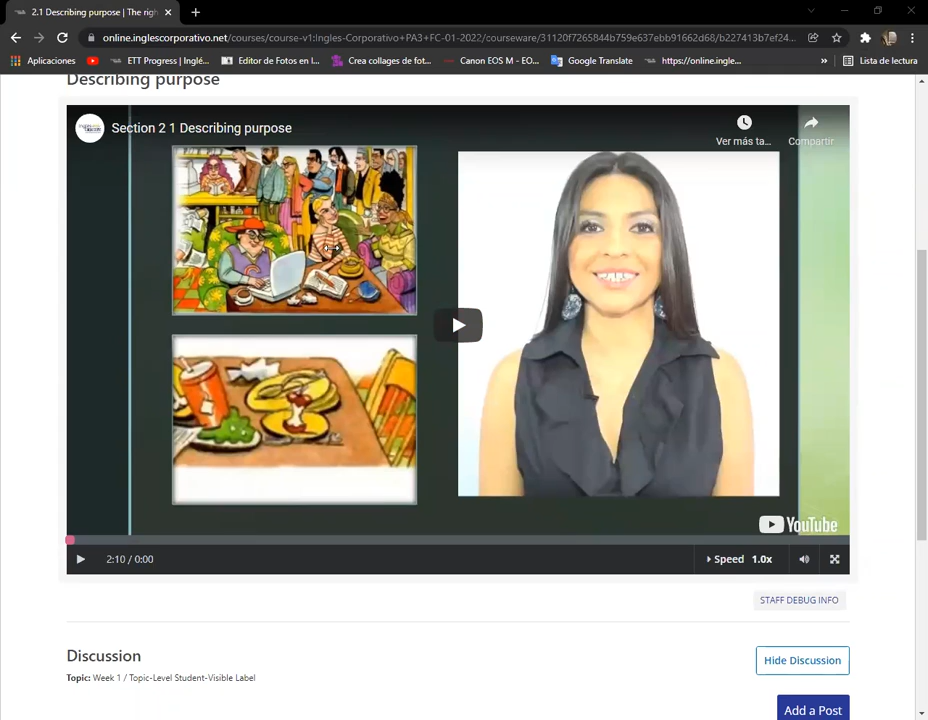 2.1 Describing purpose | The righ
online.inglescorporativo.net/courses/course-v1:Ingles-Corporativo+PA3+FC-01-2022/courseware/31120f7265844b759e637ebb91662d68/b227413b7ef24...
Aplicaciones
ETT Progress | Inglé...
Editor de Fotos en l...
Crea collages de fot...
Canon EOS M - EO...
Google Translate
https://online.ingle...
»
Lista de lectura
Describing purpose
Section 2 1 Describing purpose
Ver más ta...
Compartir
YouTube
2:10 / 0:00
Speed 1.0x
STAFF DEBUG INFO
Discussion
Hide Discussion
Topic: Week 1 / Topic-Level Student-Visible Label
Add a Post